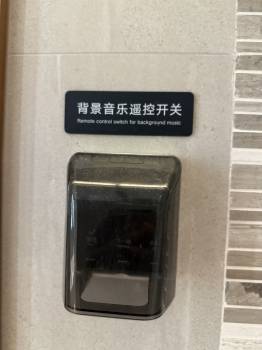 背景音乐遥控开关
Remote control switch for background music